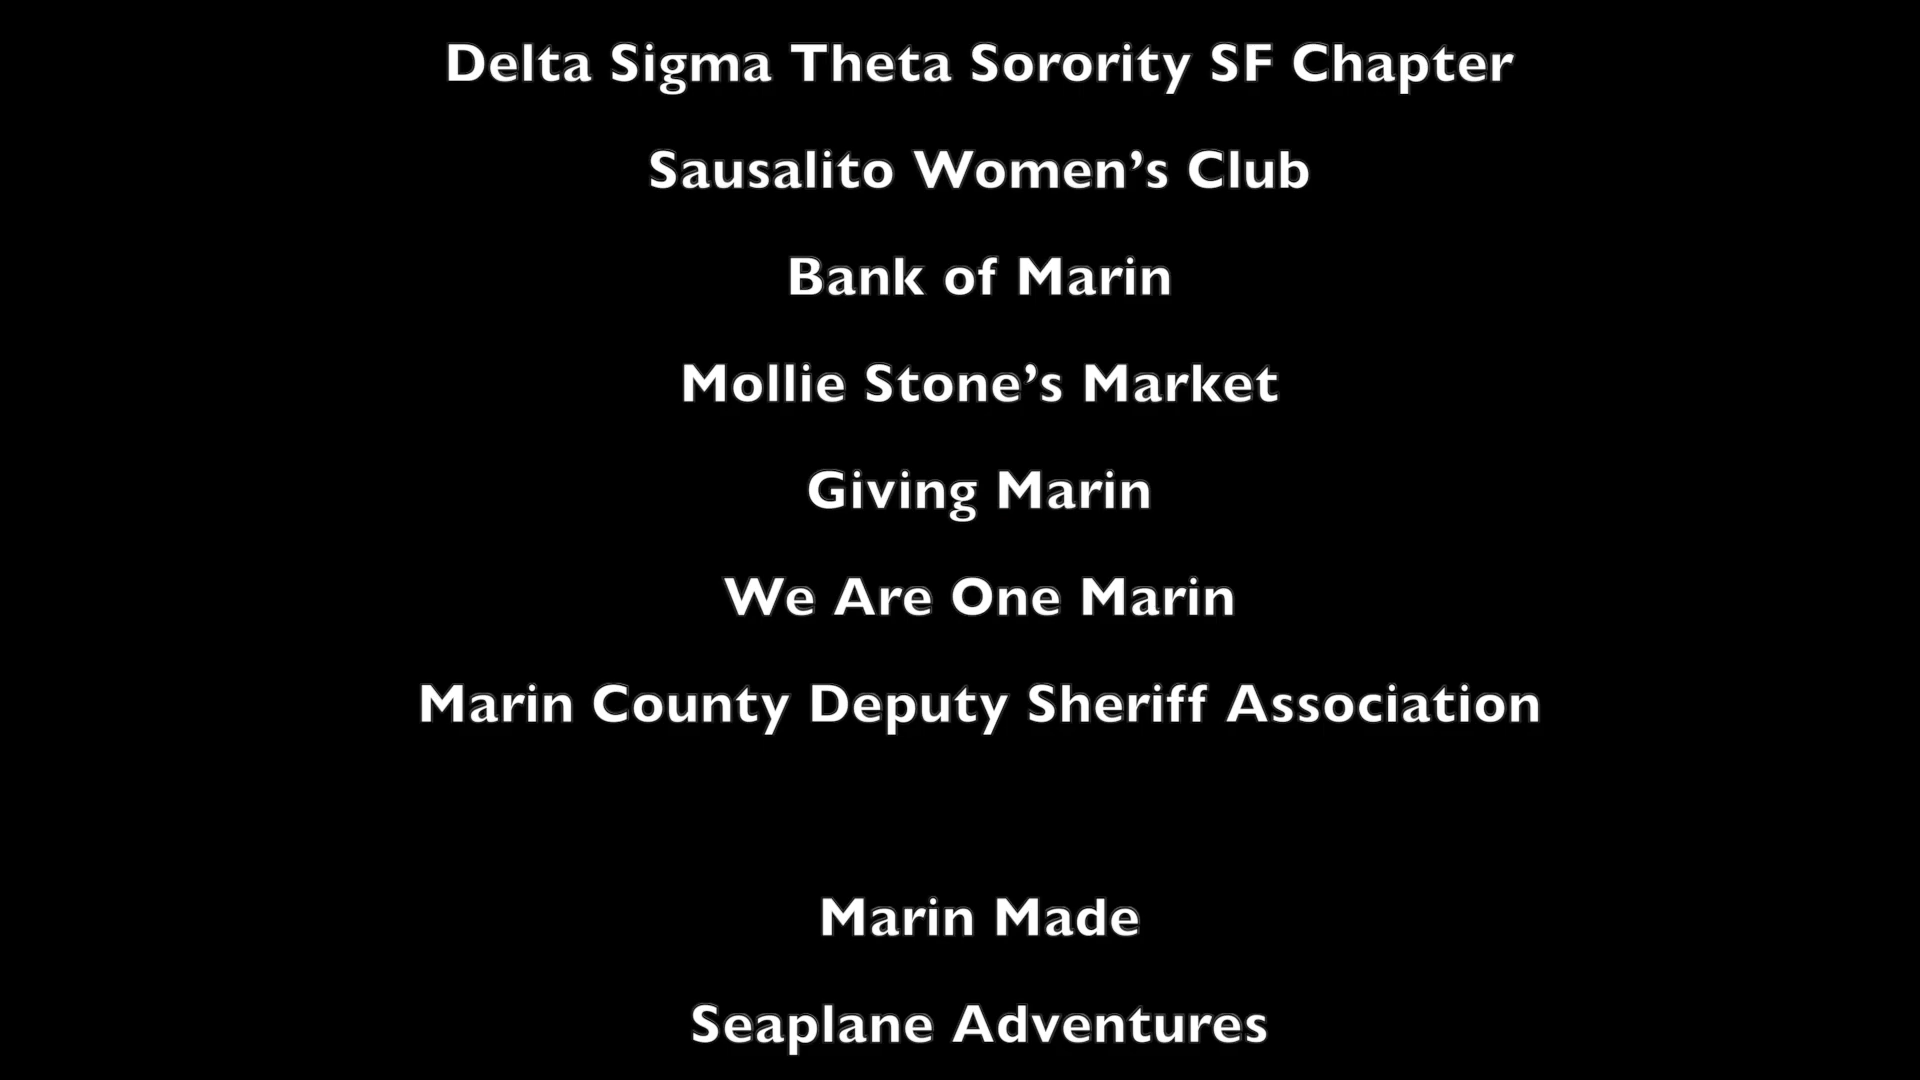 Delta Sigma Theta Sorority SF Chapter
Sausalito Women’s Club
Bank of Marin
Mollie Stone’s Market
Giving Marin
We Are One Marin
Marin County Deputy Sheriff Association
Marin Made
Seaplane Adventures